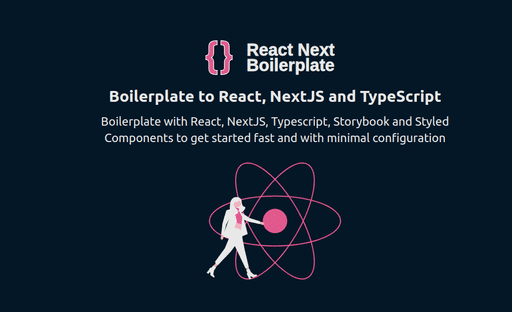 {} React Next
Boilerplate
Boilerplate to React, NextJS and TypeScript
Boilerplate with React, NextJS, Typescript, Storybook and Styled
Components to get started fast and with minimal configuration